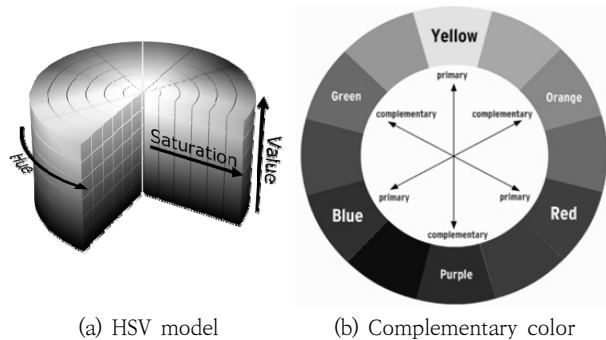 Hue
Saturation
Value
Yellow
primary
Green
Orange
complementary
complementary
primary
primary
Blue
Red
complementary
Purple
(a) HSV model
(b) Complementary color